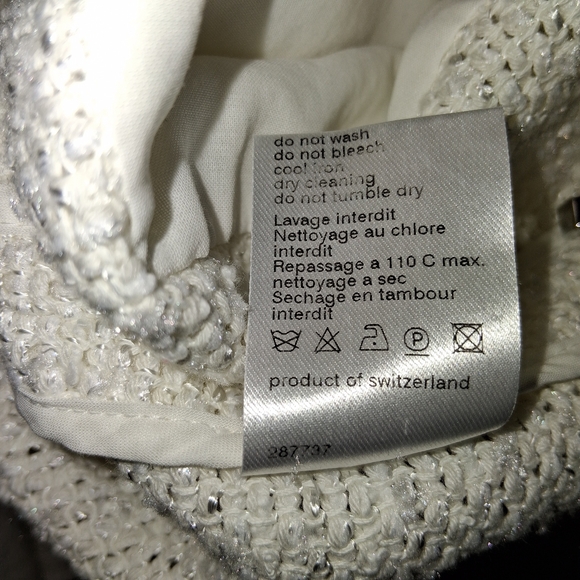 do not wash
do not bleach
cool iron
dry cleaning
do not tumble dry
Lavage interdit
Nettoyage au chlore
interdit
Repassage a 110 C max.
nettoyage a sec
Sechage en tambour
interdit
P
product of switzerland
287737